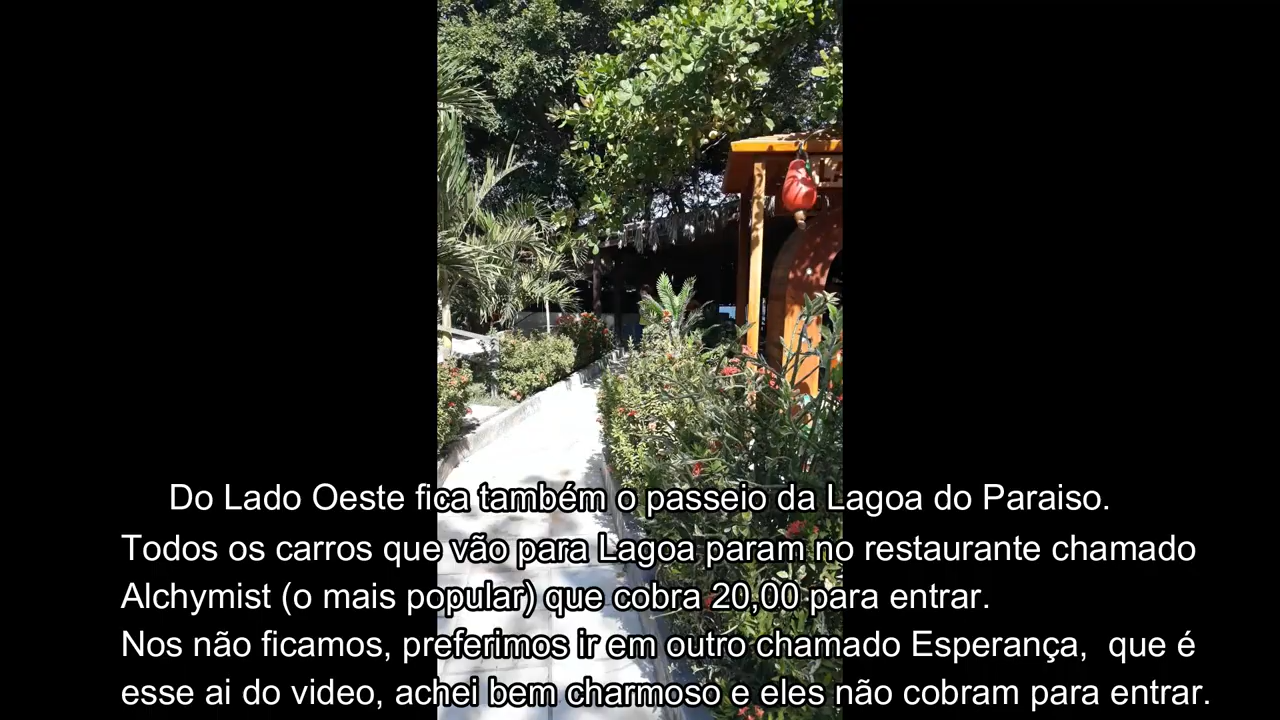 Do Lado Oeste fica também o passeio da Lagoa do Paraiso.
Todos os carros que vão para Lagoa param no restaurante chamado
Alchymist (o mais popular) que cobra 20,00 para entrar.
Nos não ficamos, preferimos ir em outro chamado Esperança,  que é
esse ai do video, achei bem charmoso e eles não cobram para entrar.